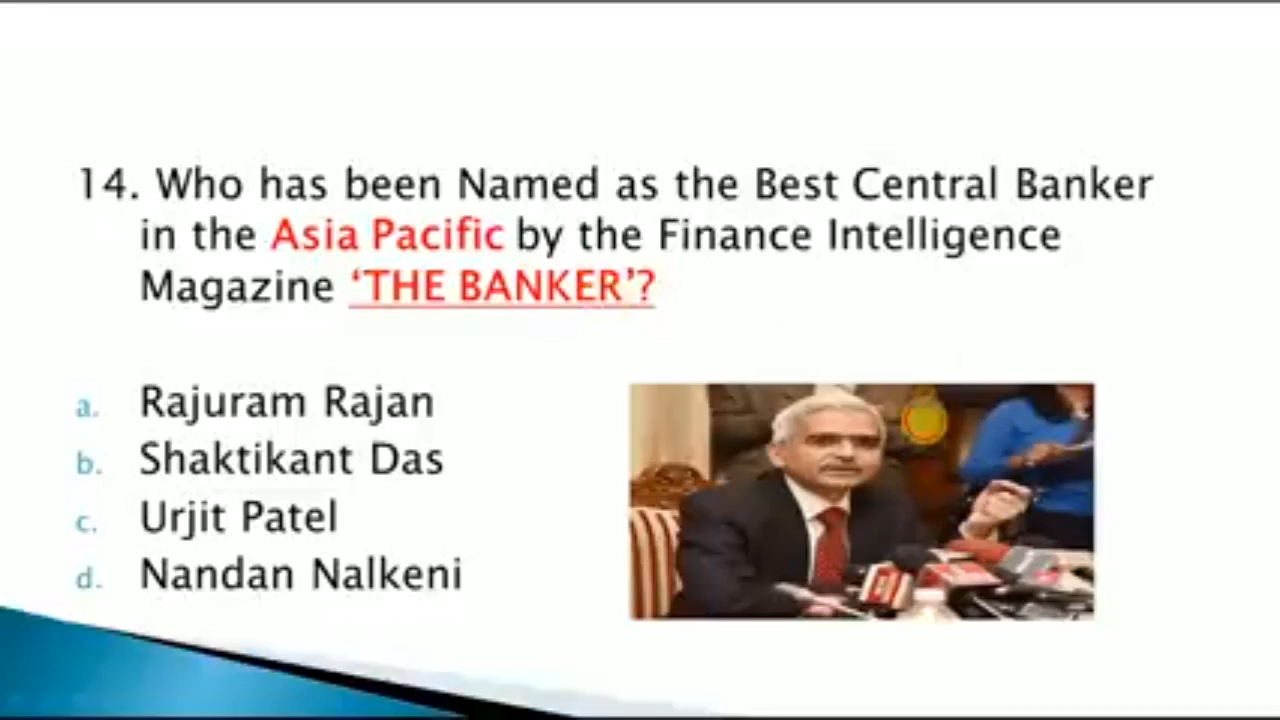 14. Who has been Named as the Best Central Banker
in the Asia Pacific by the Finance Intelligence
Magazine ‘THE BANKER’?
a. Rajuram Rajan
b. Shaktikant Das
c. Urjit Patel
d. Nandan Nalkeni